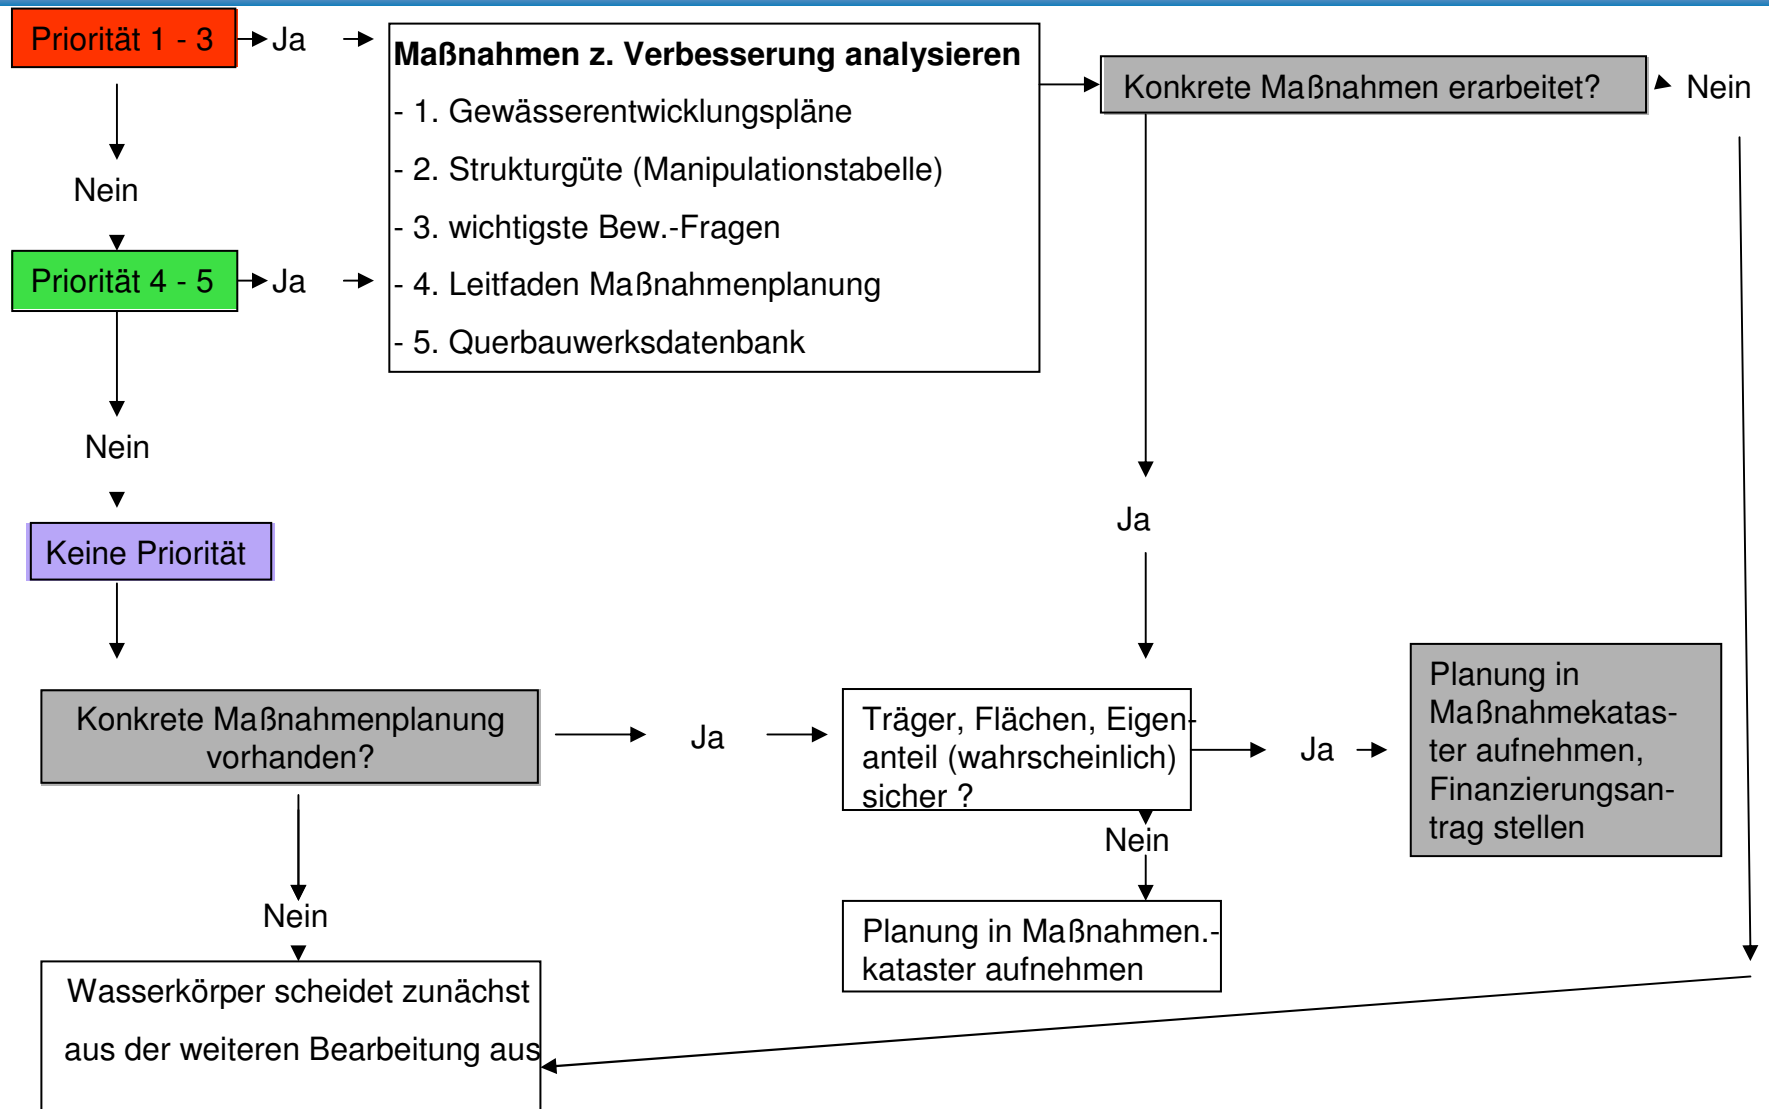 Priorität 1 - 3
Ja
Maßnahmen z. Verbesserung analysieren
- 1. Gewässerentwicklungspläne
- 2. Strukturgüte (Manipulationstabelle)
- 3. wichtigste Bew.-Fragen
- 4. Leitfaden Maßnahmenplanung
- 5. Querbauwerksdatenbank
Konkrete Maßnahmen erarbeitet?
Nein
Nein
Priorität 4 - 5
Ja
Nein
Ja
Keine Priorität
Konkrete Maßnahmenplanung
vorhanden?
Ja
Träger, Flächen, Eigen-
anteil (wahrscheinlich)
sicher ?
Ja
Planung in
Maßnahmekatas-
ter aufnehmen,
Finanzierungsan-
trag stellen
Nein
Planung in Maßnahmen.-
kataster aufnehmen
Nein
Wasserkörper scheidet zunächst
aus der weiteren Bearbeitung aus